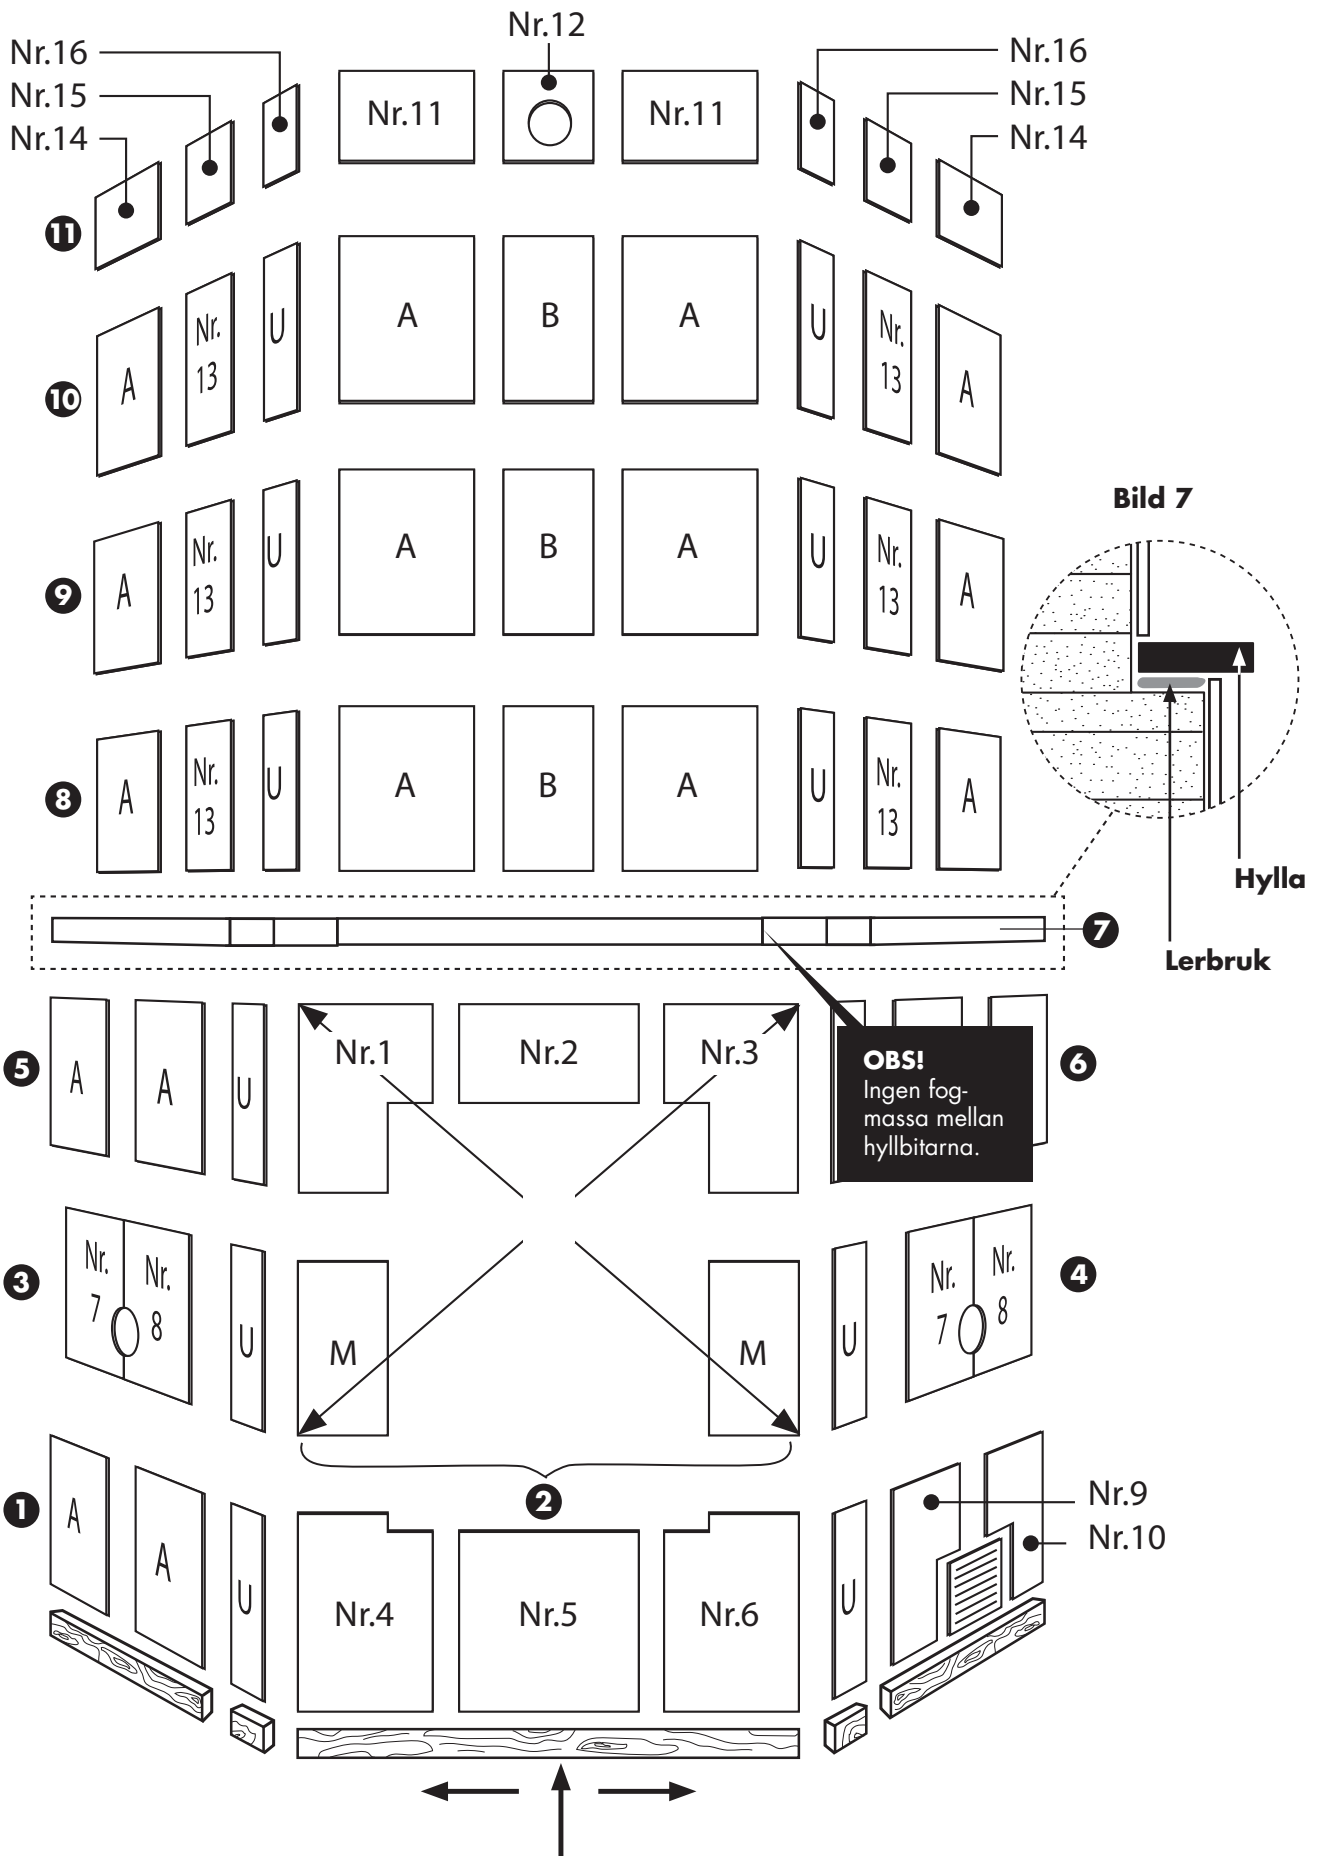 Nr.12
Nr.16
Nr.15
Nr.14
Nr.11
Nr.11
Nr.16
Nr.15
Nr.14
11
A
Nr.
13
U
A
B
A
U
Nr.
13
A
10
Bild 7
A
Nr.
13
U
A
B
A
U
Nr.
13
A
9
A
Nr.
13
U
A
B
A
U
Nr.
13
A
8
Hylla
Lerbruk
7
5
A
A
U
Nr.1
Nr.2
Nr.3
OBS!
Ingen fog-
massa mellan
hyllbitarna.
6
3
Nr.
7
Nr.
8
U
M
M
U
Nr.
7
Nr.
8
4
1
A
A
U
2
Nr.4
Nr.5
Nr.6
U
Nr.9
Nr.10